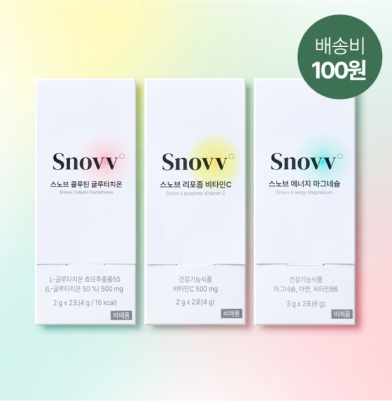 배송비
100원
Snovv
스노브 콜루틴 글루타치온
Snovv Collutin Glutathione
L-글루타치온 효모추출물50
(L-글루타치온 50 %) 500 mg
2 g x 2포(4 g / 16 kcal)
비매품
Snovv
스노브 리포좀 비타민C
Snovv Liposome Vitamin C
건강기능식품
비타민C 500 mg
2 g x 2포(4 g)
비매품
Snovv
스노브 에너지 마그네슘
Snovv Energy Magnesium
건강기능식품
마그네슘, 아연, 비타민B6
3 g x 2포(6 g)
비매품